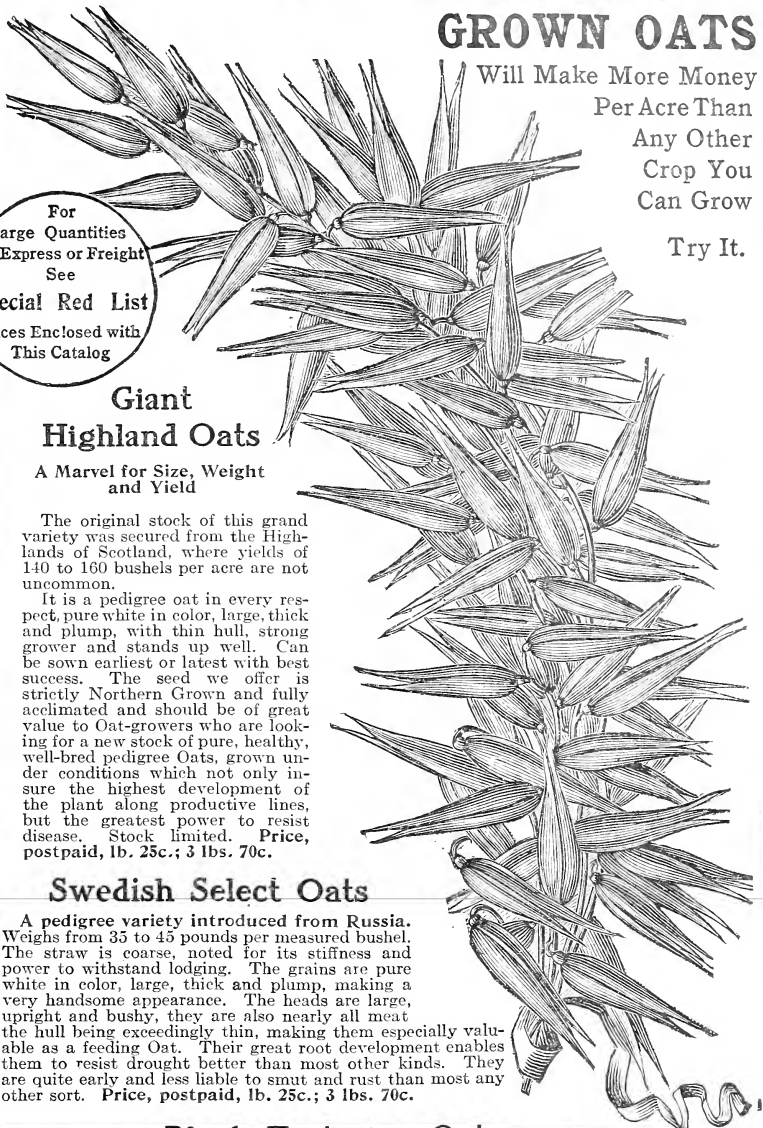 GROWN OATS
Will Make More Money
Per Acre Than
Any Other
Crop You
Can Grow
Try It.
For
arge Quantities
Express or Freight
See
ecial Red List
ces Enclosed with
This Catalog
Giant
Highland Oats
A Marvel for Size, Weight
and Yield
The original stock of this grand
variety was secured from the High-
lands of Scotland, where yields of
140 to 160 bushels per acre are not
uncommon.
It is a pedigree oat in every res-
pect, pure white in color, large, thick
and plump, with thin hull, strong
grower and stands up well. Can
be sown earliest or latest with best
success. The seed we offer is
strictly Northern Grown and fully
acclimated and should be of great
value to Oat-growers who are look-
ing for a new stock of pure, healthy,
well-bred pedigree Oats, grown un-
der conditions which not only in-
sure the highest development of
the plant along productive lines,
but the greatest power to resist
disease. Stock limited. Price,
postpaid, lb. 25c.; 3 lbs. 70c.
Swedish Select Oats
A pedigree variety introduced from Russia.
Weighs from 35 to 45 pounds per measured bushel.
The straw is coarse, noted for its stiffness and
power to withstand lodging. The grains are pure
white in color, large, thick and plump, making a
very handsome appearance. The heads are large,
upright and bushy, they are also nearly all meat
the hull being exceedingly thin, making them especially valu-
able as a feeding Oat. Their great root development enables
them to resist drought better than most other kinds. They
are quite early and less liable to smut and rust than most any
other sort. Price, postpaid, lb. 25c.; 3 lbs. 70c.